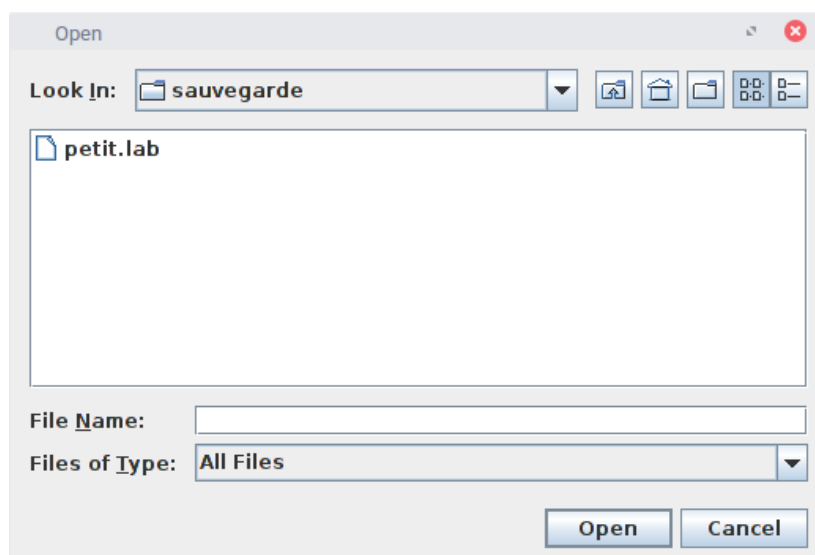 Open
Look In: sauvegarde
petit.lab
File Name:
Files of Type: All Files
Open Cancel